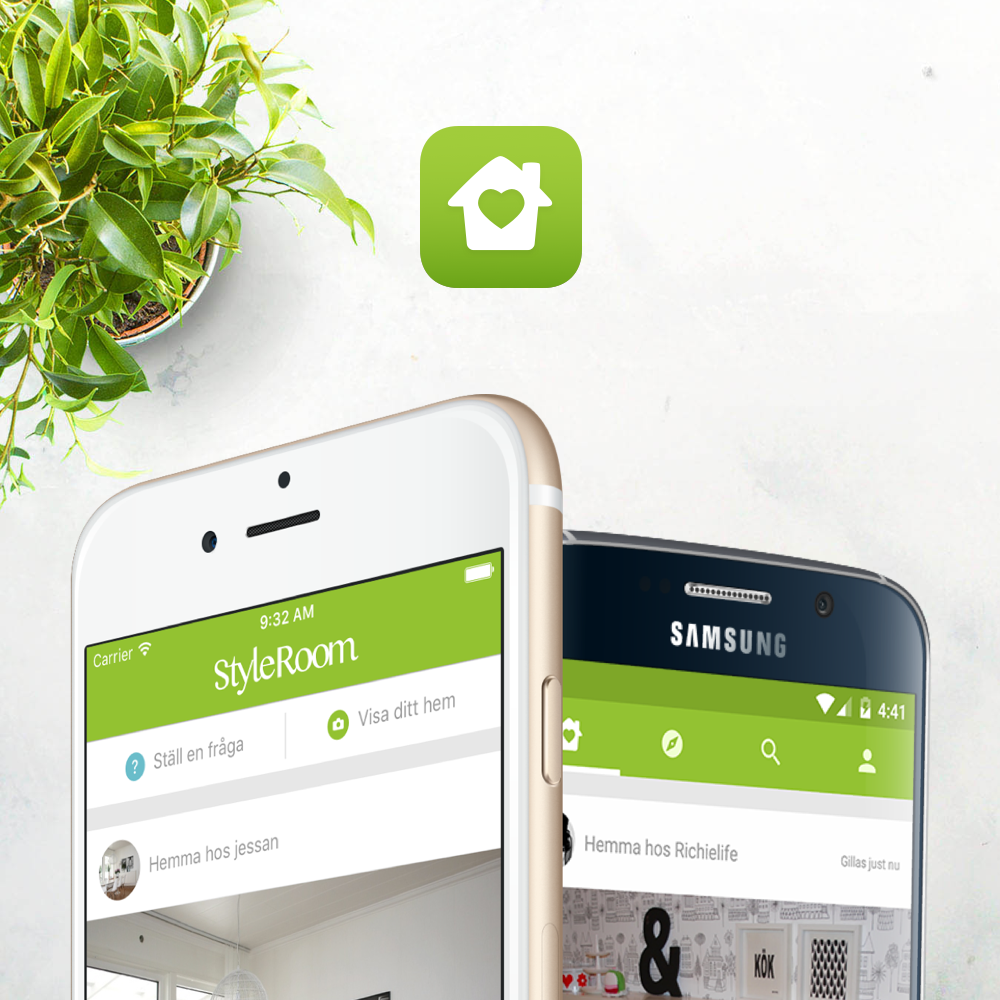 Carrier
9:32 AM
StyleRoom
? Ställ en fråga
Visa ditt hem
Hemma hos jessan
SAMSUNG
4:41
Hemma hos Richielife
Gillas just nu
&
KÖK